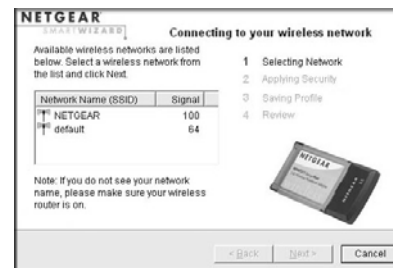 NETGEAR
SMARTWIZARD
Connecting to your wireless network
Available wireless networks are listed
below. Select a wireless network from
the list and click Next.
Network Name (SSID) Signal
NETGEAR 100
default 64
Note: If you do not see your network
name, please make sure your wireless
router is on.
1 Selecting Network
2 Applying Security
3 Saving Profile
4 Review
NETGEAR
< Back Next > Cancel